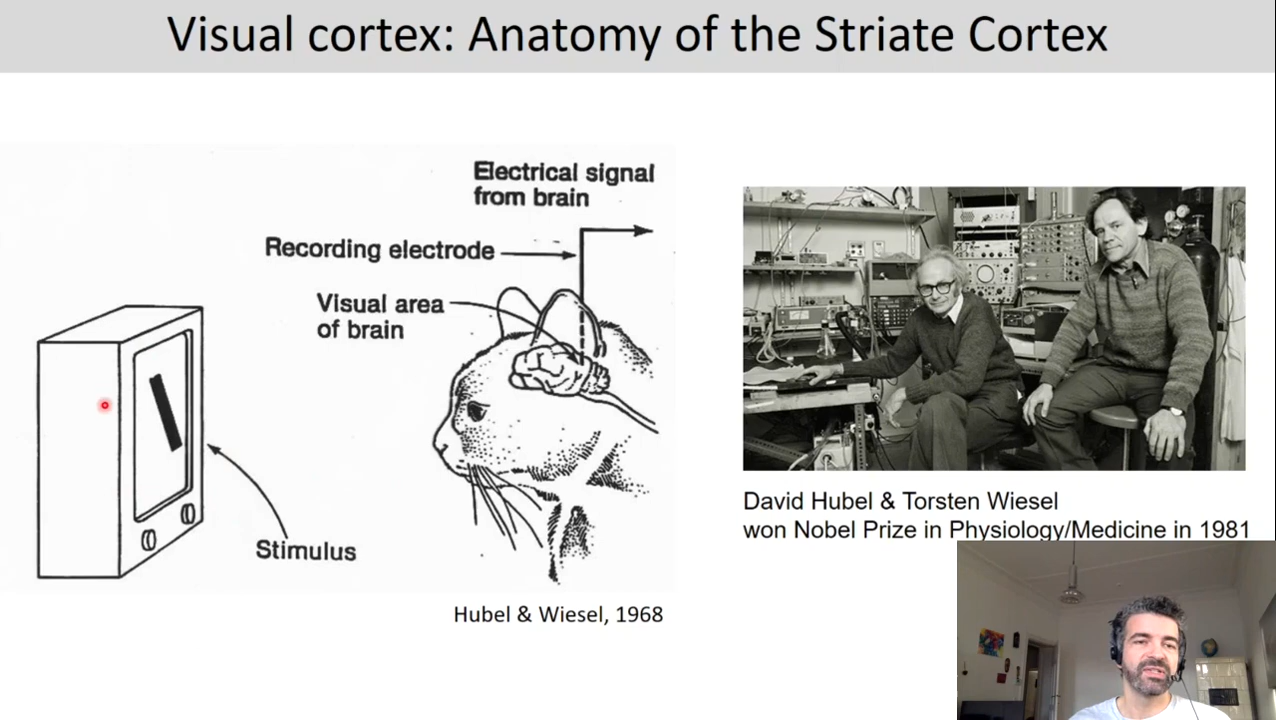 Visual cortex: Anatomy of the Striate Cortex
Electrical signal
from brain
Recording electrode
Visual area
of brain
Stimulus
Hubel & Wiesel, 1968
David Hubel & Torsten Wiesel
won Nobel Prize in Physiology/Medicine in 1981